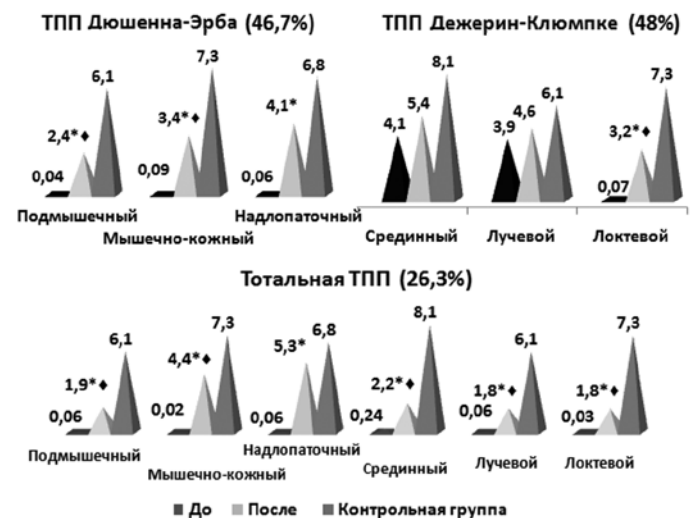 ТПП Дюшенна-Эрба (46,7%)
6,1
2,4*♦
0,04
7,3
3,4*♦
0,09
6,8
4,1*
0,06
Подмышечный
Мышечно-кожный
Надлопаточный
ТПП Дежерин-Клюмпке (48%)
8,1
5,4
4,1
6,1
4,6
3,9
7,3
3,2*♦
0,07
Срединный Лучевой Локтевой
Тотальная ТПП (26,3%)
6,1
1,9*♦
0,06
7,3
4,4*♦
0,02
6,8
5,3*
0,06
8,1
2,2*♦
0,24
6,1
1,8*♦
0,06
7,3
1,8*♦
0,03
Подмышечный
Мышечно-кожный
Надлопаточный
Срединный
Лучевой
Локтевой
До После Контрольная группа